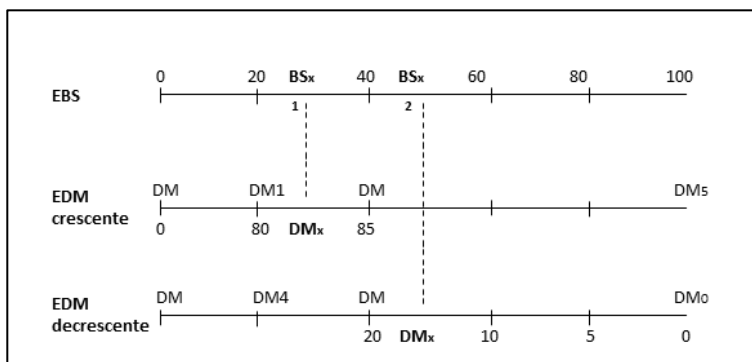 0 20 BSx 40 BSx 60 80 100
EBS
1 2
DM DM1 DM DM5
EDM
crescente
0 80 DMx 85
DM DM4 DM DM0
EDM
decrescente
20 DMx 10 5 0